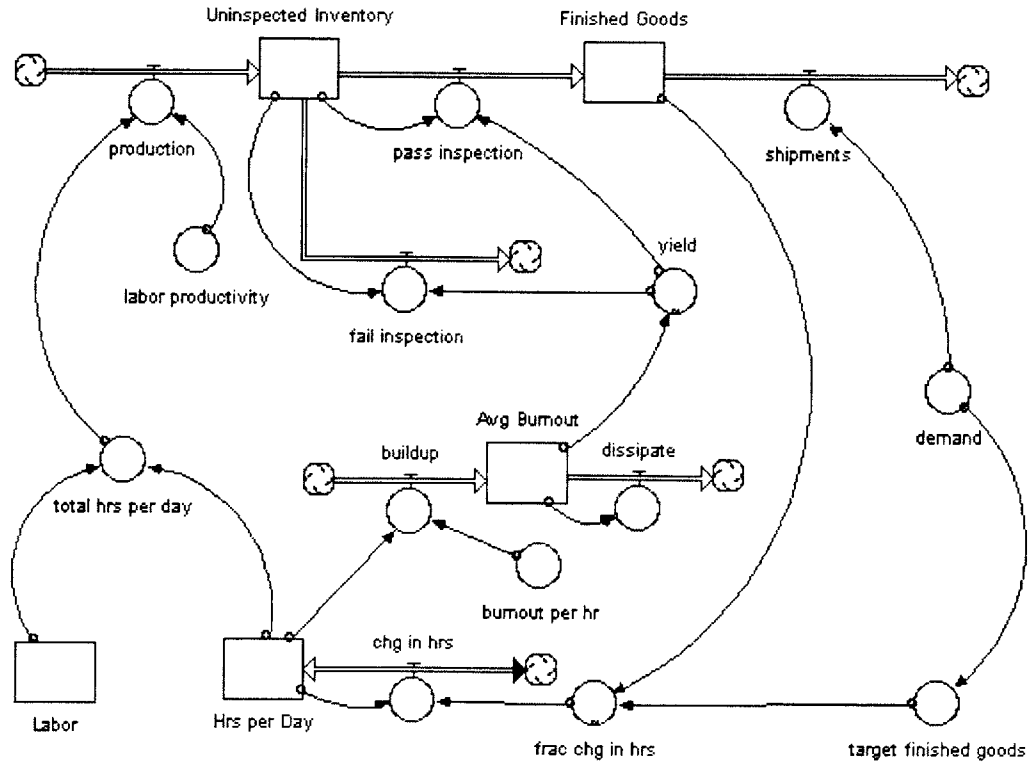 Uninspected Inventory
Finished Goods
production
pass inspection
shipments
labor productivity
yield
fail inspection
Avg Burnout
buildup
dissipate
demand
total hrs per day
burnout per hr
chg in hrs
Labor
Hrs per Day
frac chg in hrs
target finished goods